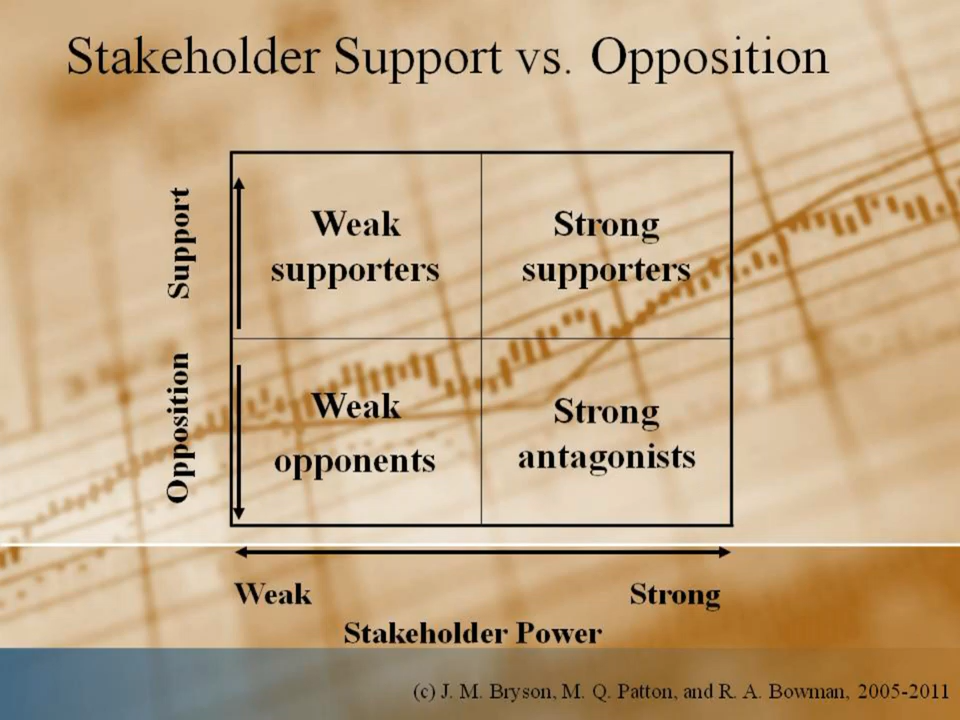 Stakeholder Support vs. Opposition
Support
Weak
supporters
Strong
supporters
Opposition
Weak
opponents
Strong
antagonists
Weak
Strong
Stakeholder Power
(c) J. M. Bryson, M. Q. Patton, and R. A. Bowman, 2005-2011